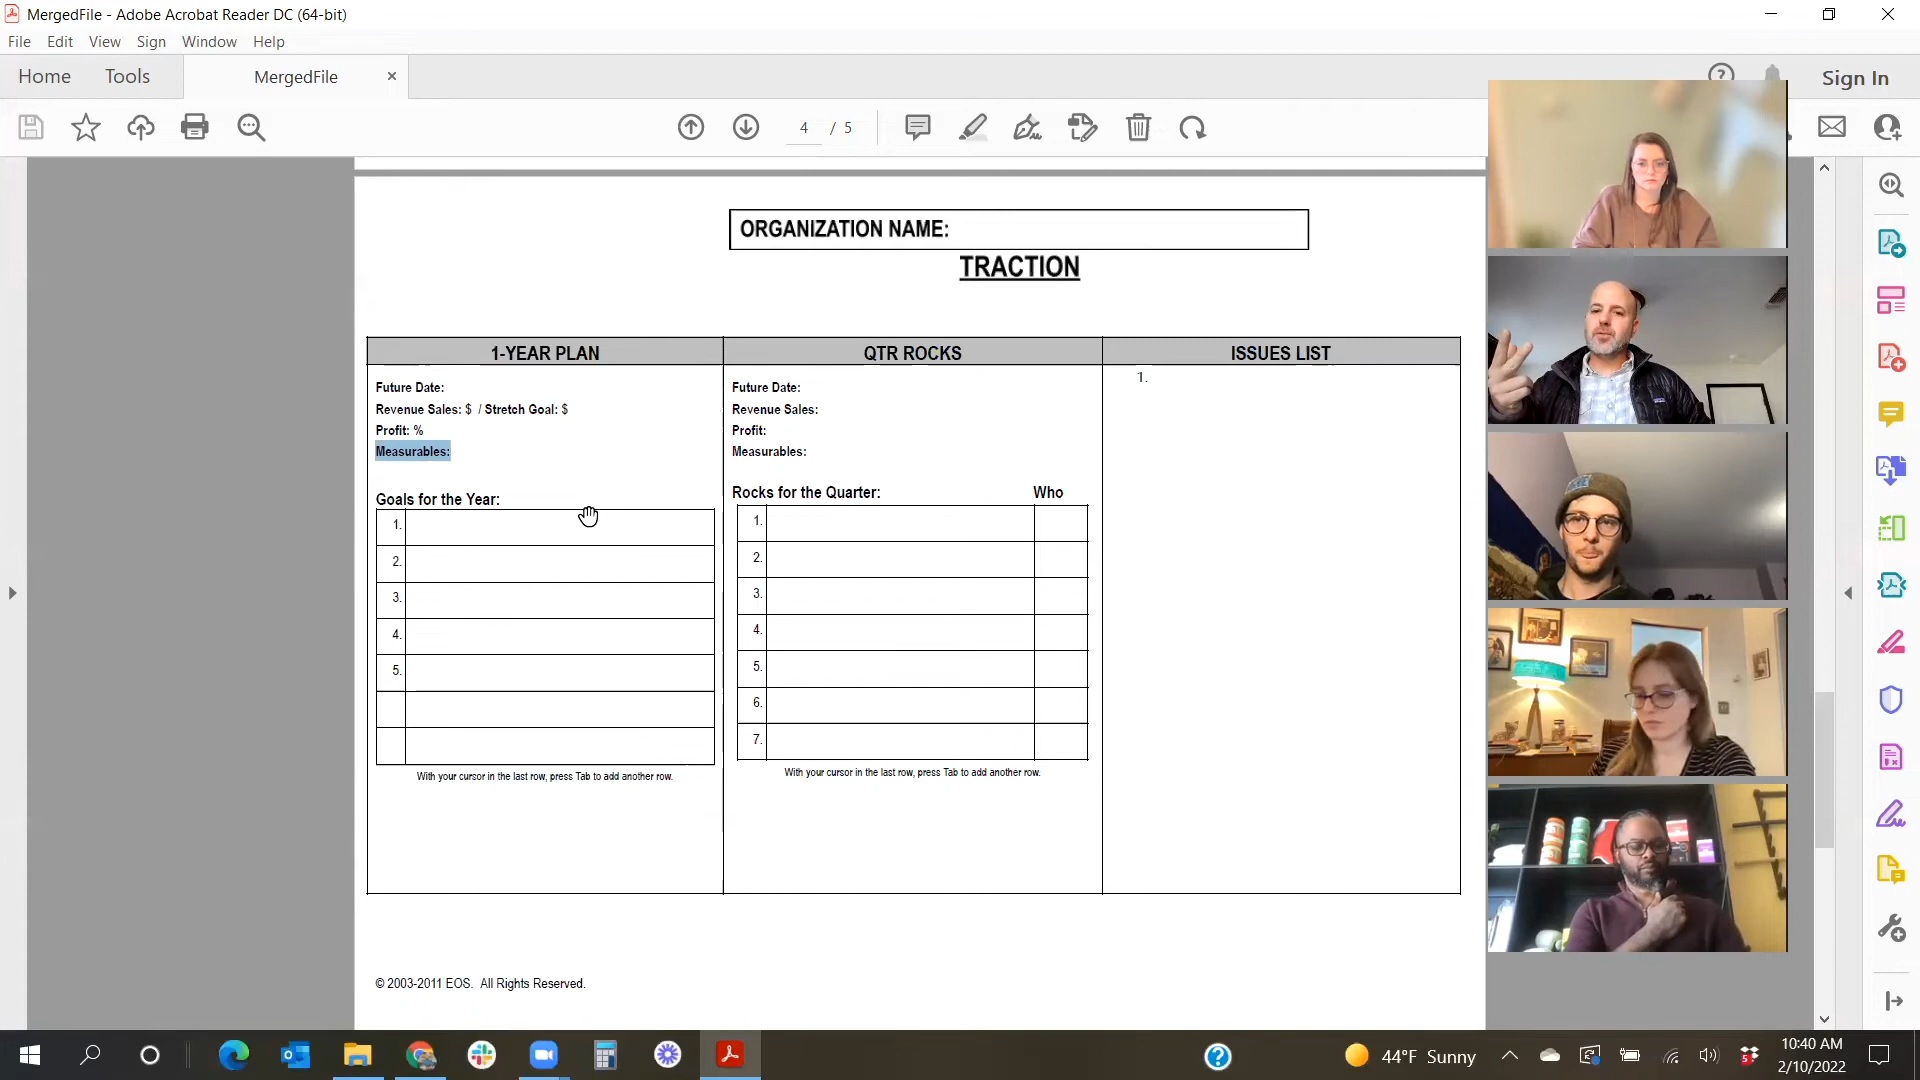 MergedFile - Adobe Acrobat Reader DC (64-bit)
File Edit View Sign Window Help
Home Tools MergedFile Sign In
4 / 5
ORGANIZATION NAME:
TRACTION
1-YEAR PLAN
Future Date:
Revenue Sales: $ / Stretch Goal: $
Profit: %
Measurables:
Goals for the Year:
1.
2.
3.
4.
5.
With your cursor in the last row, press Tab to add another row.
QTR ROCKS
Future Date:
Revenue Sales:
Profit:
Measurables:
Rocks for the Quarter: Who
1.
2.
3.
4.
5.
6.
7.
With your cursor in the last row, press Tab to add another row.
ISSUES LIST
1.
© 2003-2011 EOS. All Rights Reserved.
44°F Sunny
10:40 AM
2/10/2022